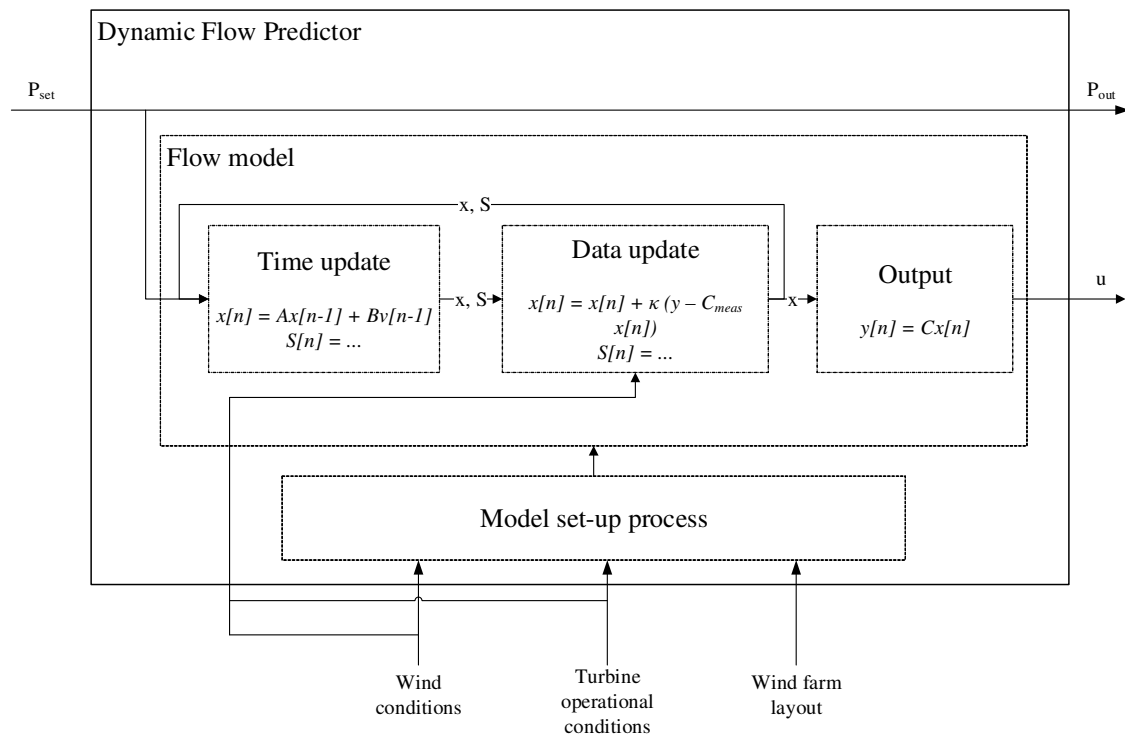 Dynamic Flow Predictor
P_set
P_out
Flow model
x, S
Time update
x[n] = Ax[n-1] + Bv[n-1]
S[n] = ...
x, S
Data update
x[n] = x[n] + κ (y – C_meas
x[n])
S[n] = ...
x
Output
y[n] = Cx[n]
u
Model set-up process
Wind
conditions
Turbine
operational
conditions
Wind farm
layout